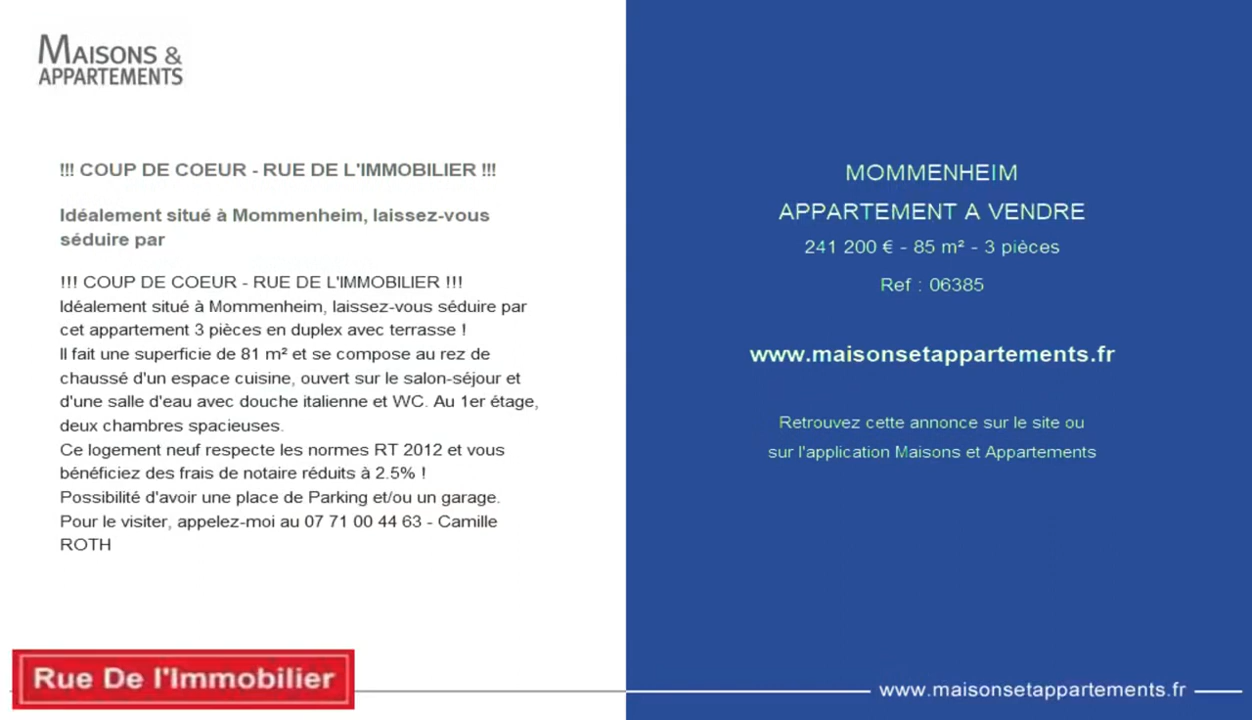 MAISONS &
APPARTEMENTS
!!! COUP DE COEUR - RUE DE L'IMMOBILIER !!!
Idéalement situé à Mommenheim, laissez-vous
séduire par
!!! COUP DE COEUR - RUE DE L'IMMOBILIER !!!
Idéalement situé à Mommenheim, laissez-vous séduire par
cet appartement 3 pièces en duplex avec terrasse !
Il fait une superficie de 81 m² et se compose au rez de
chaussé d'un espace cuisine, ouvert sur le salon-séjour et
d'une salle d'eau avec douche italienne et WC. Au 1er étage,
deux chambres spacieuses.
Ce logement neuf respecte les normes RT 2012 et vous
bénéficiez des frais de notaire réduits à 2.5% !
Possibilité d'avoir une place de Parking et/ou un garage.
Pour le visiter, appelez-moi au 07 71 00 44 63 - Camille
ROTH
Rue De l'Immobilier
MOMMENHEIM
APPARTEMENT A VENDRE
241 200 € - 85 m² - 3 pièces
Ref : 06385
www.maisonsetappartements.fr
Retrouvez cette annonce sur le site ou
sur l'application Maisons et Appartements
www.maisonsetappartements.fr